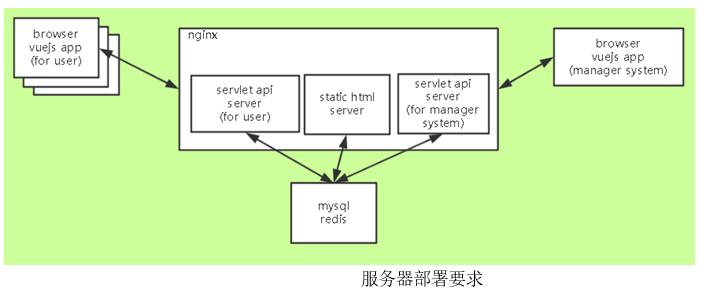 browser
vuejs app
(for user)
nginx
browser
vuejs app
(manager system)
servlet api
server
(for user)
static html
server
servlet api
server
(for manager
system)
mysql
redis
服务器部署要求